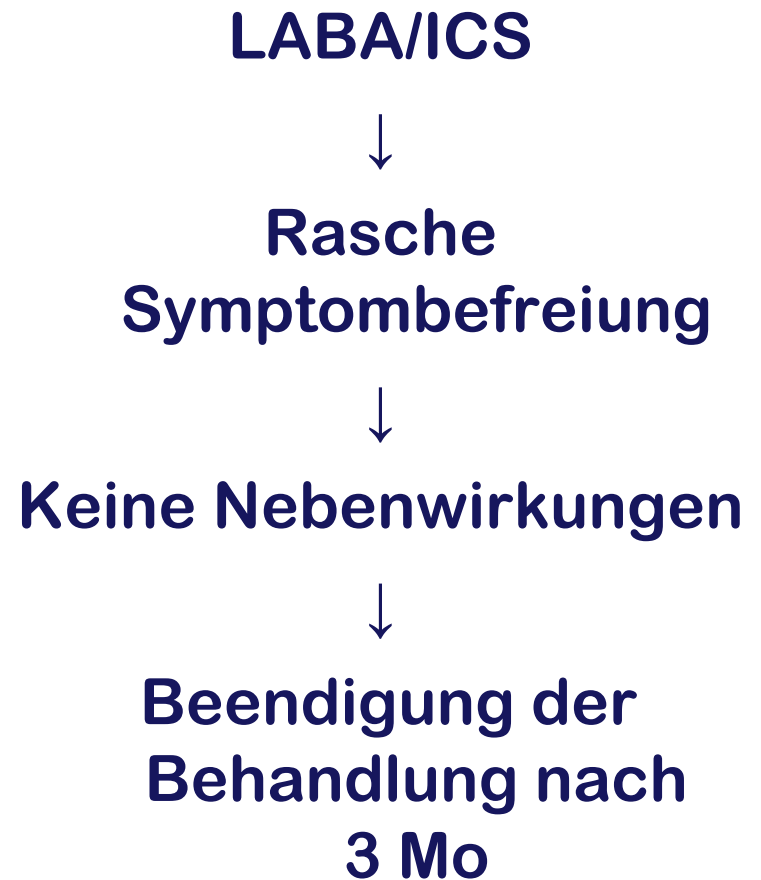 LABA/ICS
↓
Rasche
Symptombefreiung
↓
Keine Nebenwirkungen
↓
Beendigung der
Behandlung nach
3 Mo